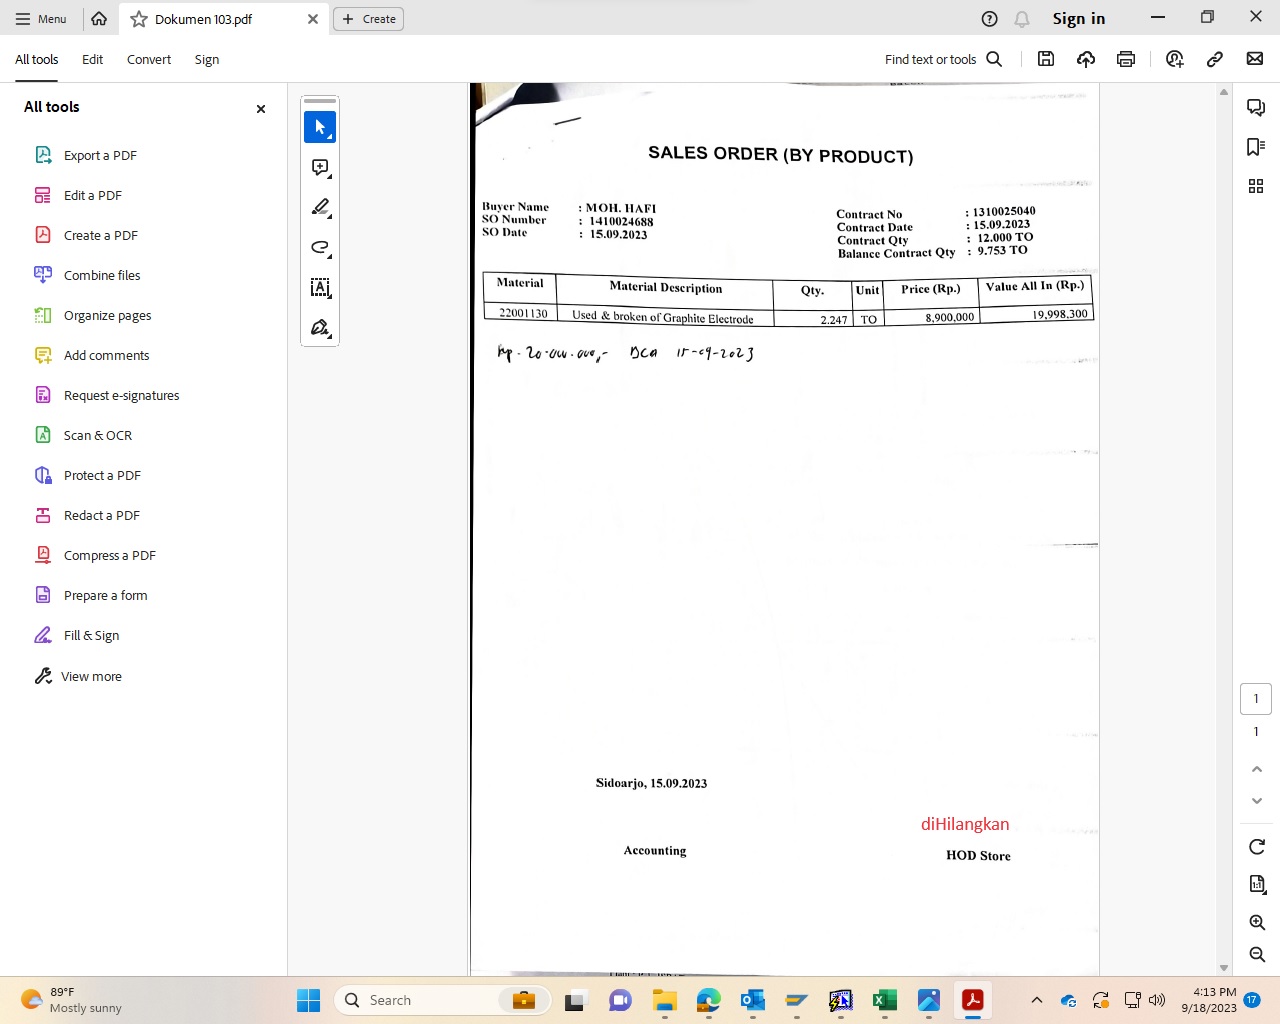 Menu
Dokumen 103.pdf
Create
Sign in
All tools
Edit
Convert
Sign
Find text or tools
All tools
Export a PDF
Edit a PDF
Create a PDF
Combine files
Organize pages
Add comments
Request e-signatures
Scan & OCR
Protect a PDF
Redact a PDF
Compress a PDF
Prepare a form
Fill & Sign
View more
SALES ORDER (BY PRODUCT)
Buyer Name : MOH. HAFI
SO Number : 1410024688
SO Date : 15.09.2023
Contract No : 1310025040
Contract Date : 15.09.2023
Contract Qty : 12.000 TO
Balance Contract Qty : 9.753 TO
Material Material Description Qty. Unit Price (Rp.) Value All In (Rp.)
22001130 Used & broken of Graphite Electrode 2.247 TO 8,900,000 19,998,300
Rp. 20.000.000,- BCA 15-09-2023
Sidoarjo, 15.09.2023
diHilangkan
Accounting
HOD Store
1
1
1:1
89°F
Mostly sunny
Search
4:13 PM
9/18/2023
17